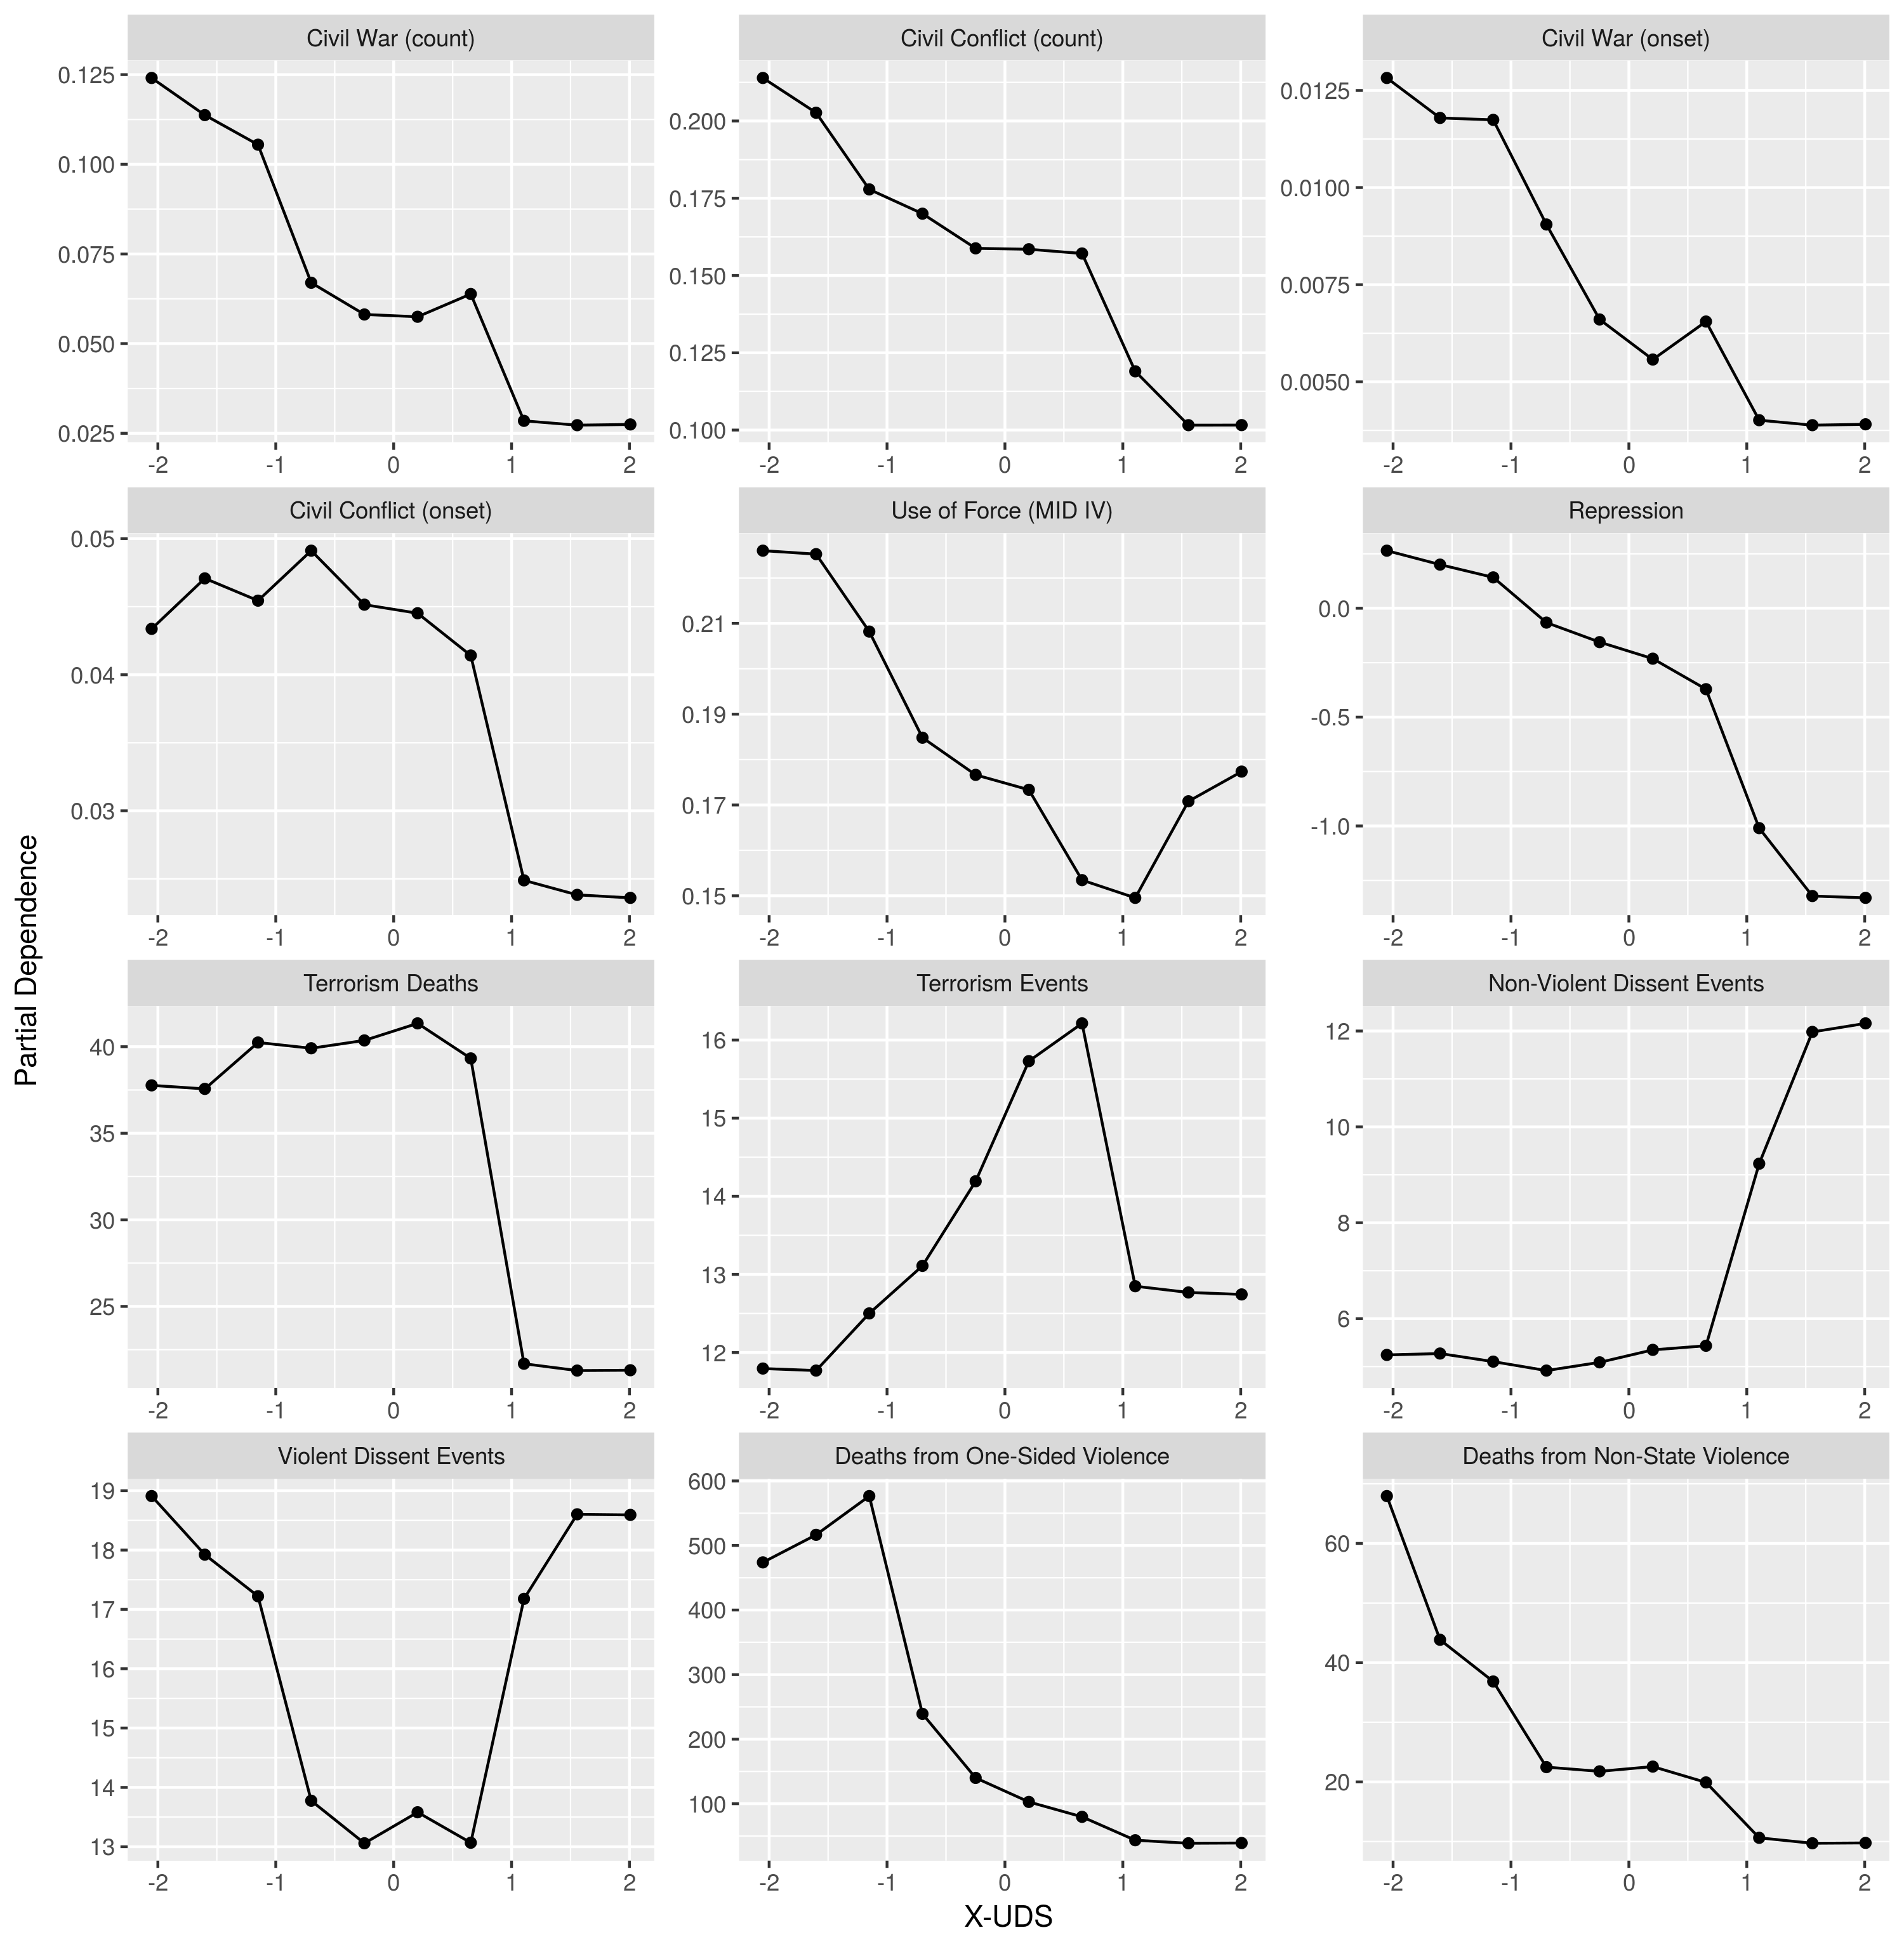 Civil War (count)
Civil Conflict (count)
Civil War (onset)
0.125
0.100
0.075
0.050
0.025
-2 -1 0 1 2
0.200
0.175
0.150
0.125
0.100
-2 -1 0 1 2
0.0125
0.0100
0.0075
0.0050
-2 -1 0 1 2
Civil Conflict (onset)
Use of Force (MID IV)
Repression
0.05
0.04
0.03
-2 -1 0 1 2
0.21
0.19
0.17
0.15
-2 -1 0 1 2
0.0
-0.5
-1.0
-2 -1 0 1 2
Partial Dependence
Terrorism Deaths
Terrorism Events
Non-Violent Dissent Events
40
35
30
25
-2 -1 0 1 2
16
15
14
13
12
-2 -1 0 1 2
12
10
8
6
-2 -1 0 1 2
Violent Dissent Events
Deaths from One-Sided Violence
Deaths from Non-State Violence
19
18
17
16
15
14
13
-2 -1 0 1 2
600
500
400
300
200
100
-2 -1 0 1 2
60
40
20
-2 -1 0 1 2
X-UDS